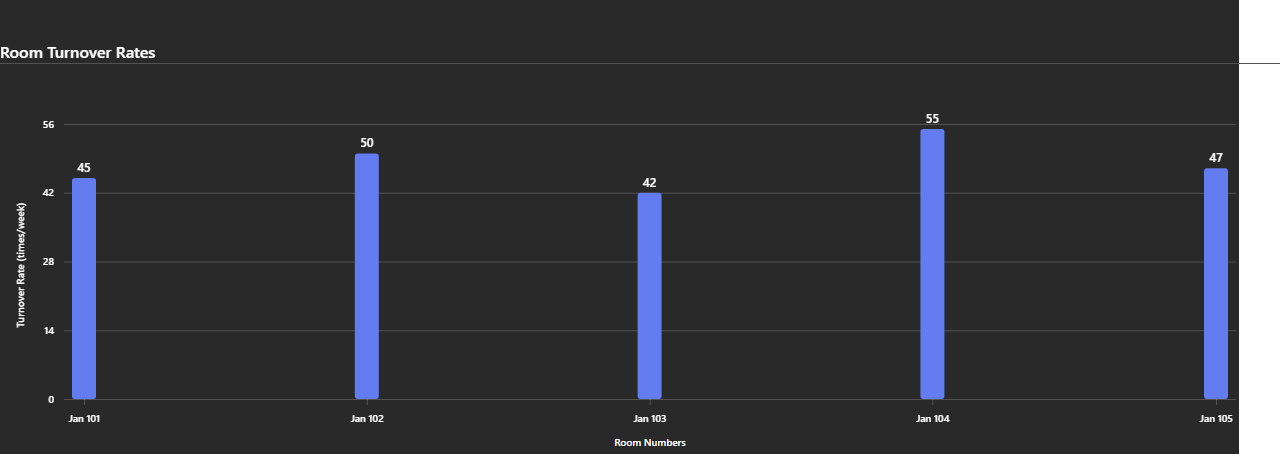 Room Turnover Rates
56
42
28
14
0
Turnover Rate (times/week)
45
50
42
55
47
Jan 101
Jan 102
Jan 103
Jan 104
Jan 105
Room Numbers